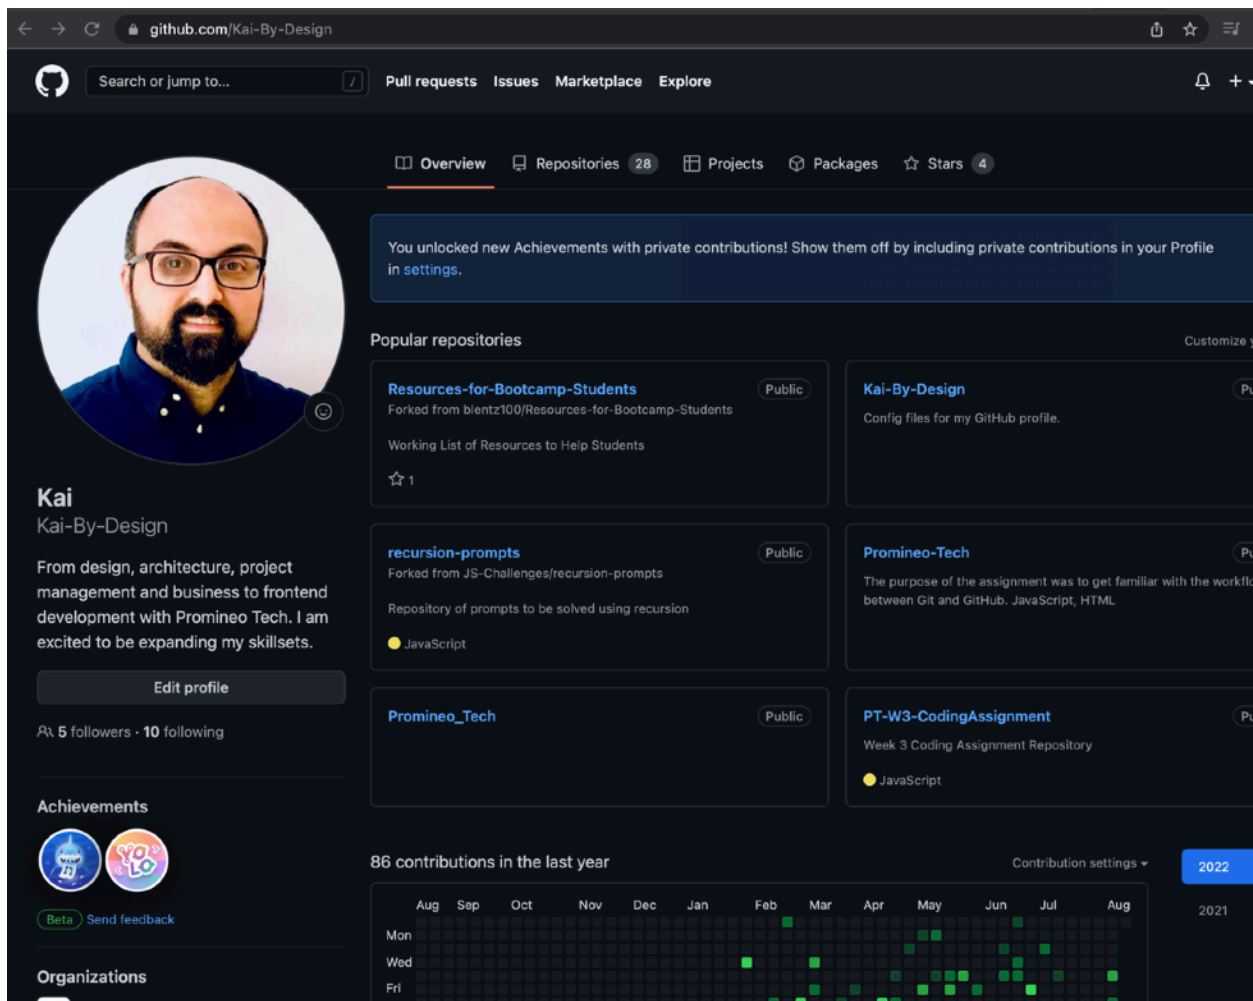 github.com/Kai-By-Design
Search or jump to... /
Pull requests Issues Marketplace Explore
Overview Repositories 28 Projects Packages Stars 4
You unlocked new Achievements with private contributions! Show them off by including private contributions in your Profile
in settings.
Popular repositories
Customize
Resources-for-Bootcamp-Students Public
Forked from blentz100/Resources-for-Bootcamp-Students
Working List of Resources to Help Students
1
Kai-By-Design
Config files for my GitHub profile.
recursion-prompts Public
Forked from JS-Challenges/recursion-prompts
Repository of prompts to be solved using recursion
JavaScript
Promineo-Tech
The purpose of the assignment was to get familiar with the
between Git and GitHub. JavaScript, HTML
Promineo_Tech Public
PT-W3-CodingAssignment
Week 3 Coding Assignment Repository
JavaScript
Kai
Kai-By-Design
From design, architecture, project
management and business to frontend
development with Promineo Tech. I am
excited to be expanding my skillsets.
Edit profile
5 followers · 10 following
Achievements
YOLO
Beta Send feedback
Organizations
86 contributions in the last year
Contribution settings
2022
2021
Aug Sep Oct Nov Dec Jan Feb Mar Apr May Jun Jul Aug
Mon
Wed
Fri